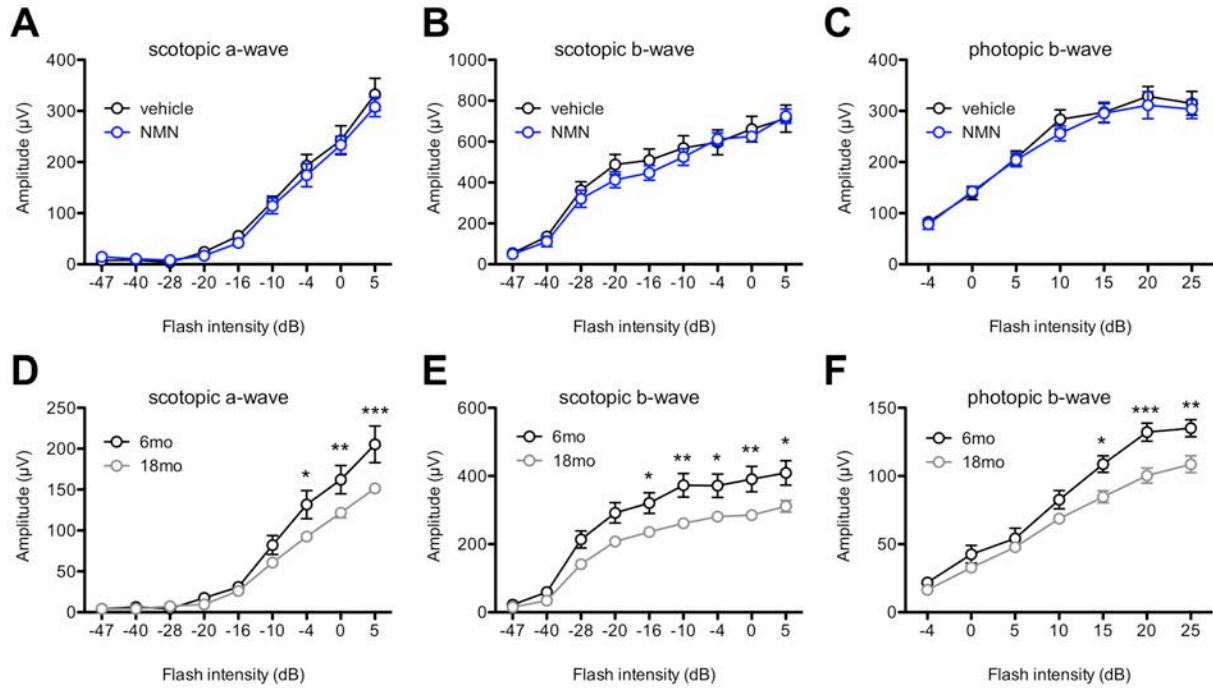 A
scotopic a-wave
Amplitude (µV)
400
300
200
100
0
vehicle
NMN
-47 -40 -28 -20 -16 -10 -4 0 5
Flash intensity (dB)
B
scotopic b-wave
Amplitude (µV)
1000
800
600
400
200
0
vehicle
NMN
-47 -40 -28 -20 -16 -10 -4 0 5
Flash intensity (dB)
C
photopic b-wave
Amplitude (µV)
400
300
200
100
0
vehicle
NMN
-4 0 5 10 15 20 25
Flash intensity (dB)
D
scotopic a-wave
Amplitude (µV)
250
200
150
100
50
0
6mo
18mo
* ** ***
-47 -40 -28 -20 -16 -10 -4 0 5
Flash intensity (dB)
E
scotopic b-wave
Amplitude (µV)
600
400
200
0
6mo
18mo
* ** * ** *
-47 -40 -28 -20 -16 -10 -4 0 5
Flash intensity (dB)
F
photopic b-wave
Amplitude (µV)
150
100
50
0
6mo
18mo
* *** **
-4 0 5 10 15 20 25
Flash intensity (dB)